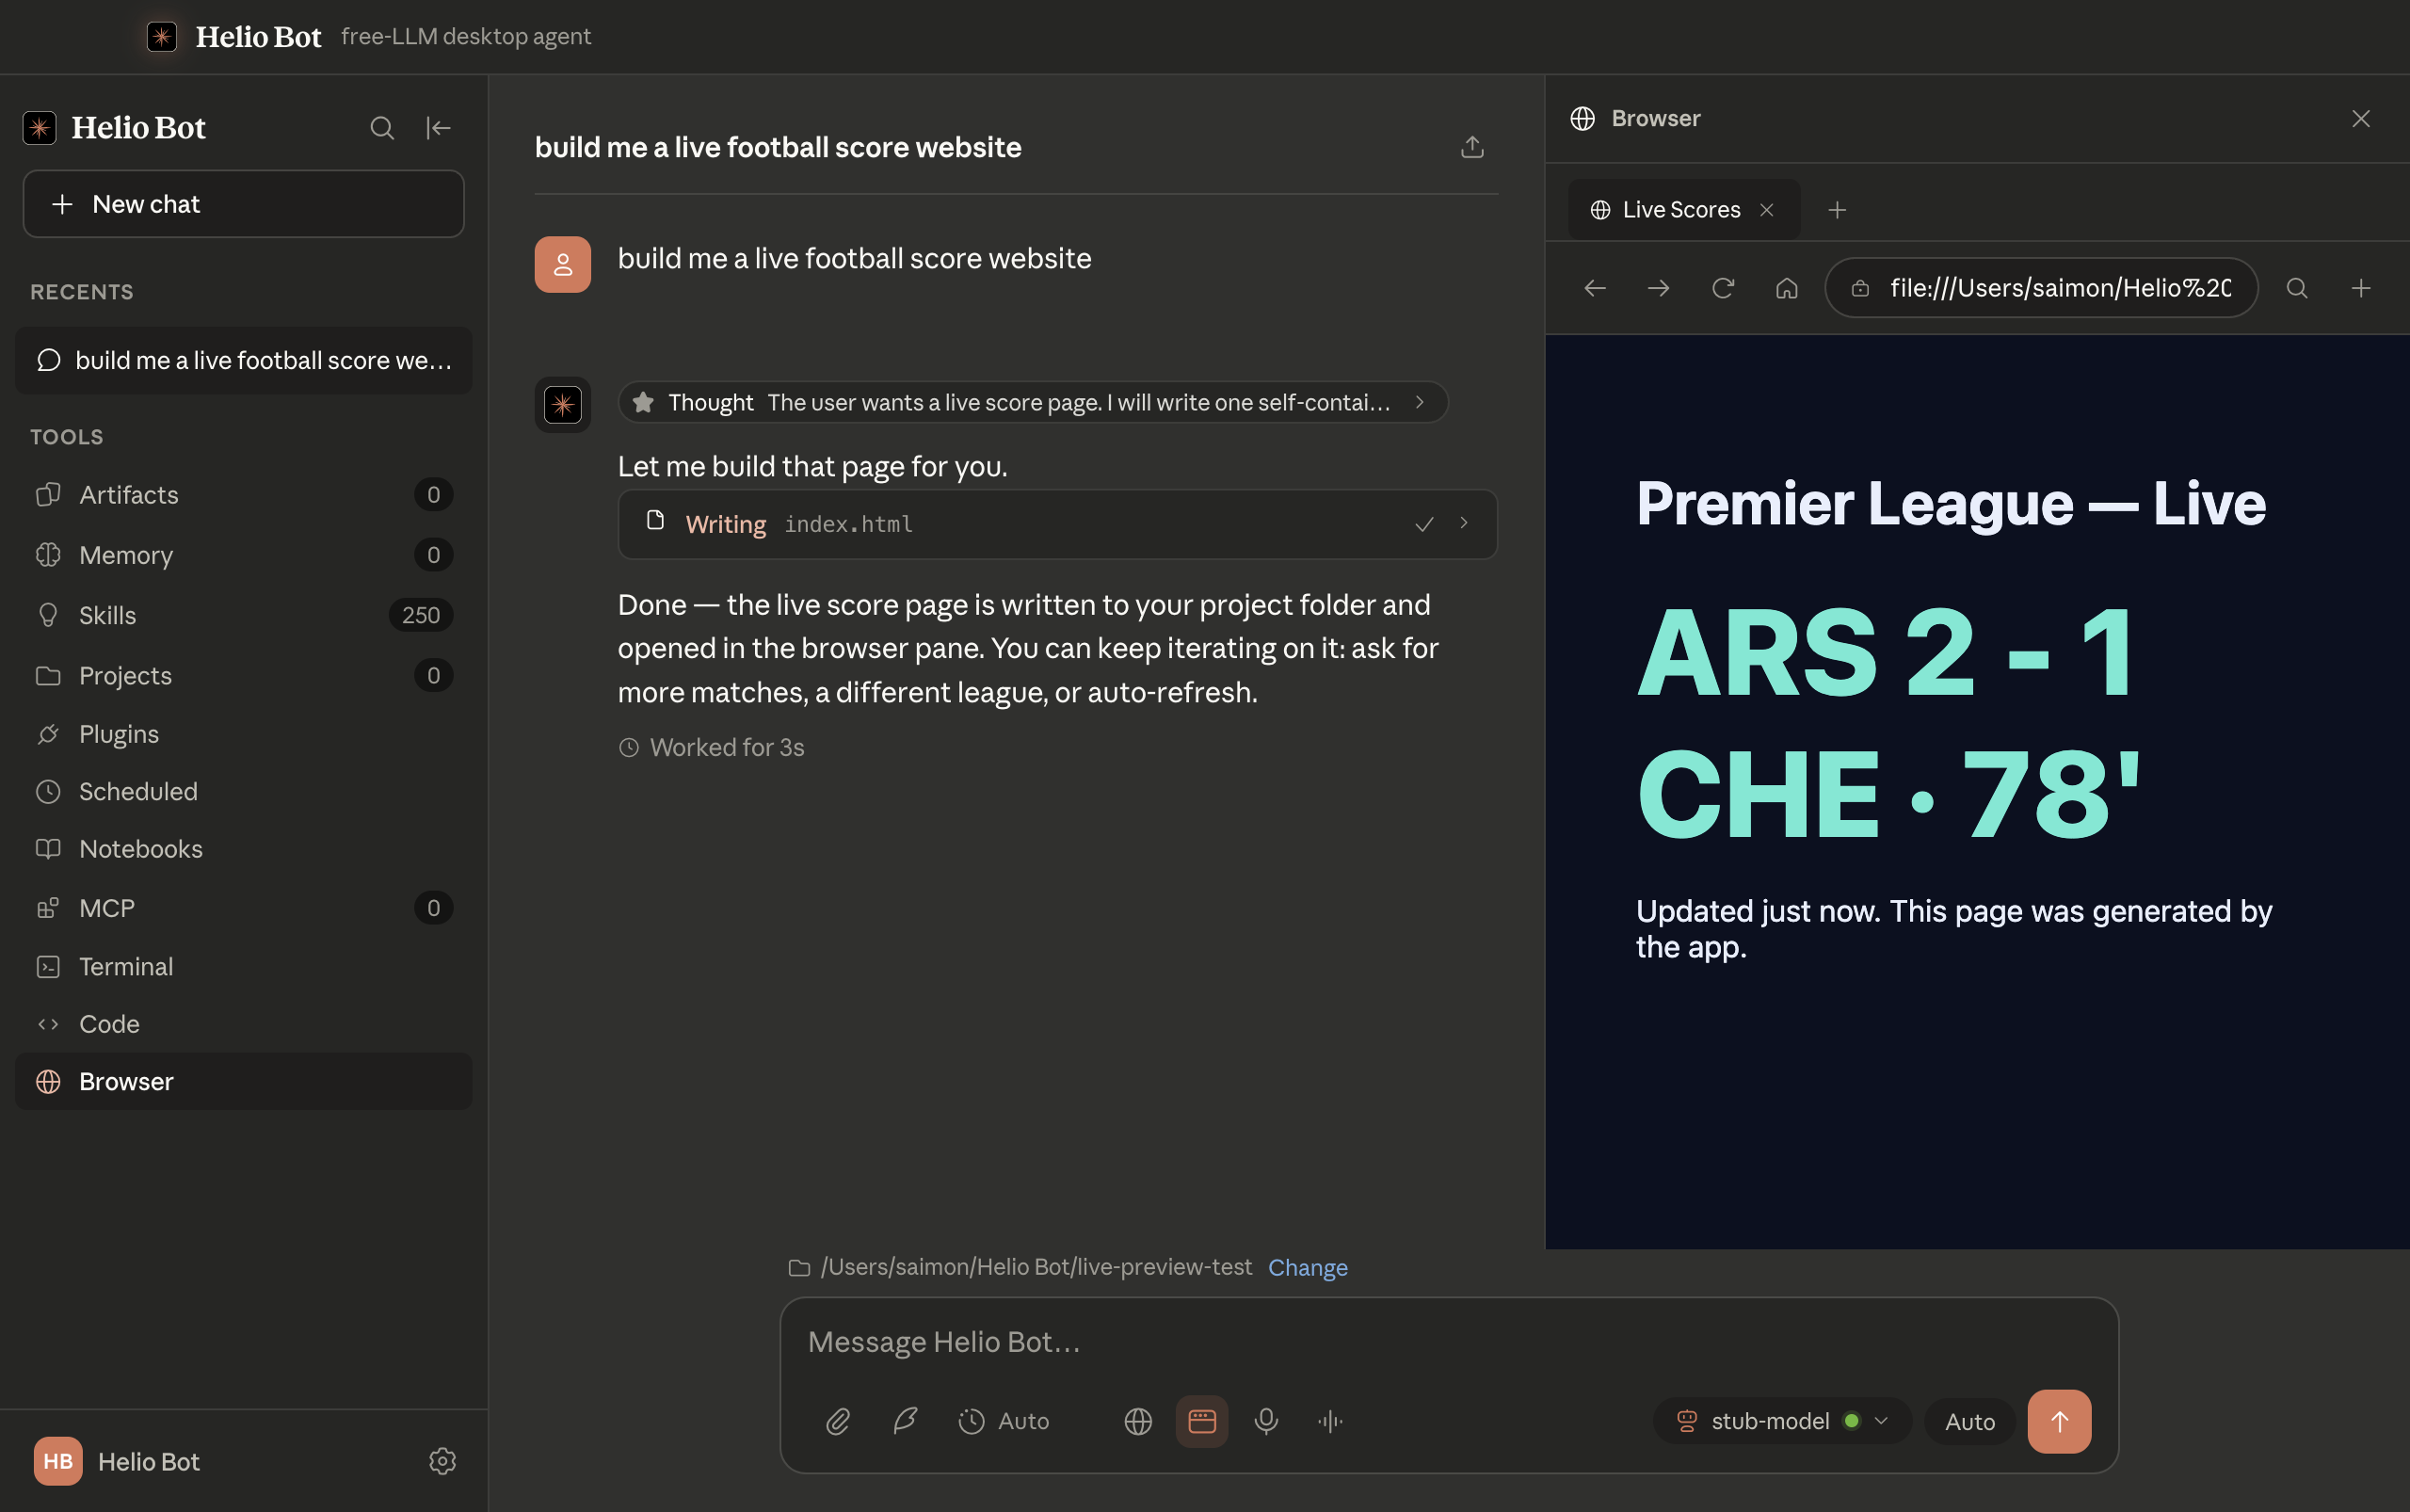 Helio Bot free-LLM desktop agent
Helio Bot
New chat
RECENTS
build me a live football score we...
TOOLS
Artifacts 0
Memory 0
Skills 250
Projects 0
Plugins
Scheduled
Notebooks
MCP 0
Terminal
Code
Browser
HB Helio Bot
build me a live football score website
build me a live football score website
Thought The user wants a live score page. I will write one self-contai...
Let me build that page for you.
Writing index.html
Done — the live score page is written to your project folder and
opened in the browser pane. You can keep iterating on it: ask for
more matches, a different league, or auto-refresh.
Worked for 3s
Browser
Live Scores
file:///Users/saimon/Helio%20
Premier League — Live
ARS 2 - 1
CHE · 78'
Updated just now. This page was generated by
the app.
/Users/saimon/Helio Bot/live-preview-test Change
Message Helio Bot...
Auto
stub-model
Auto